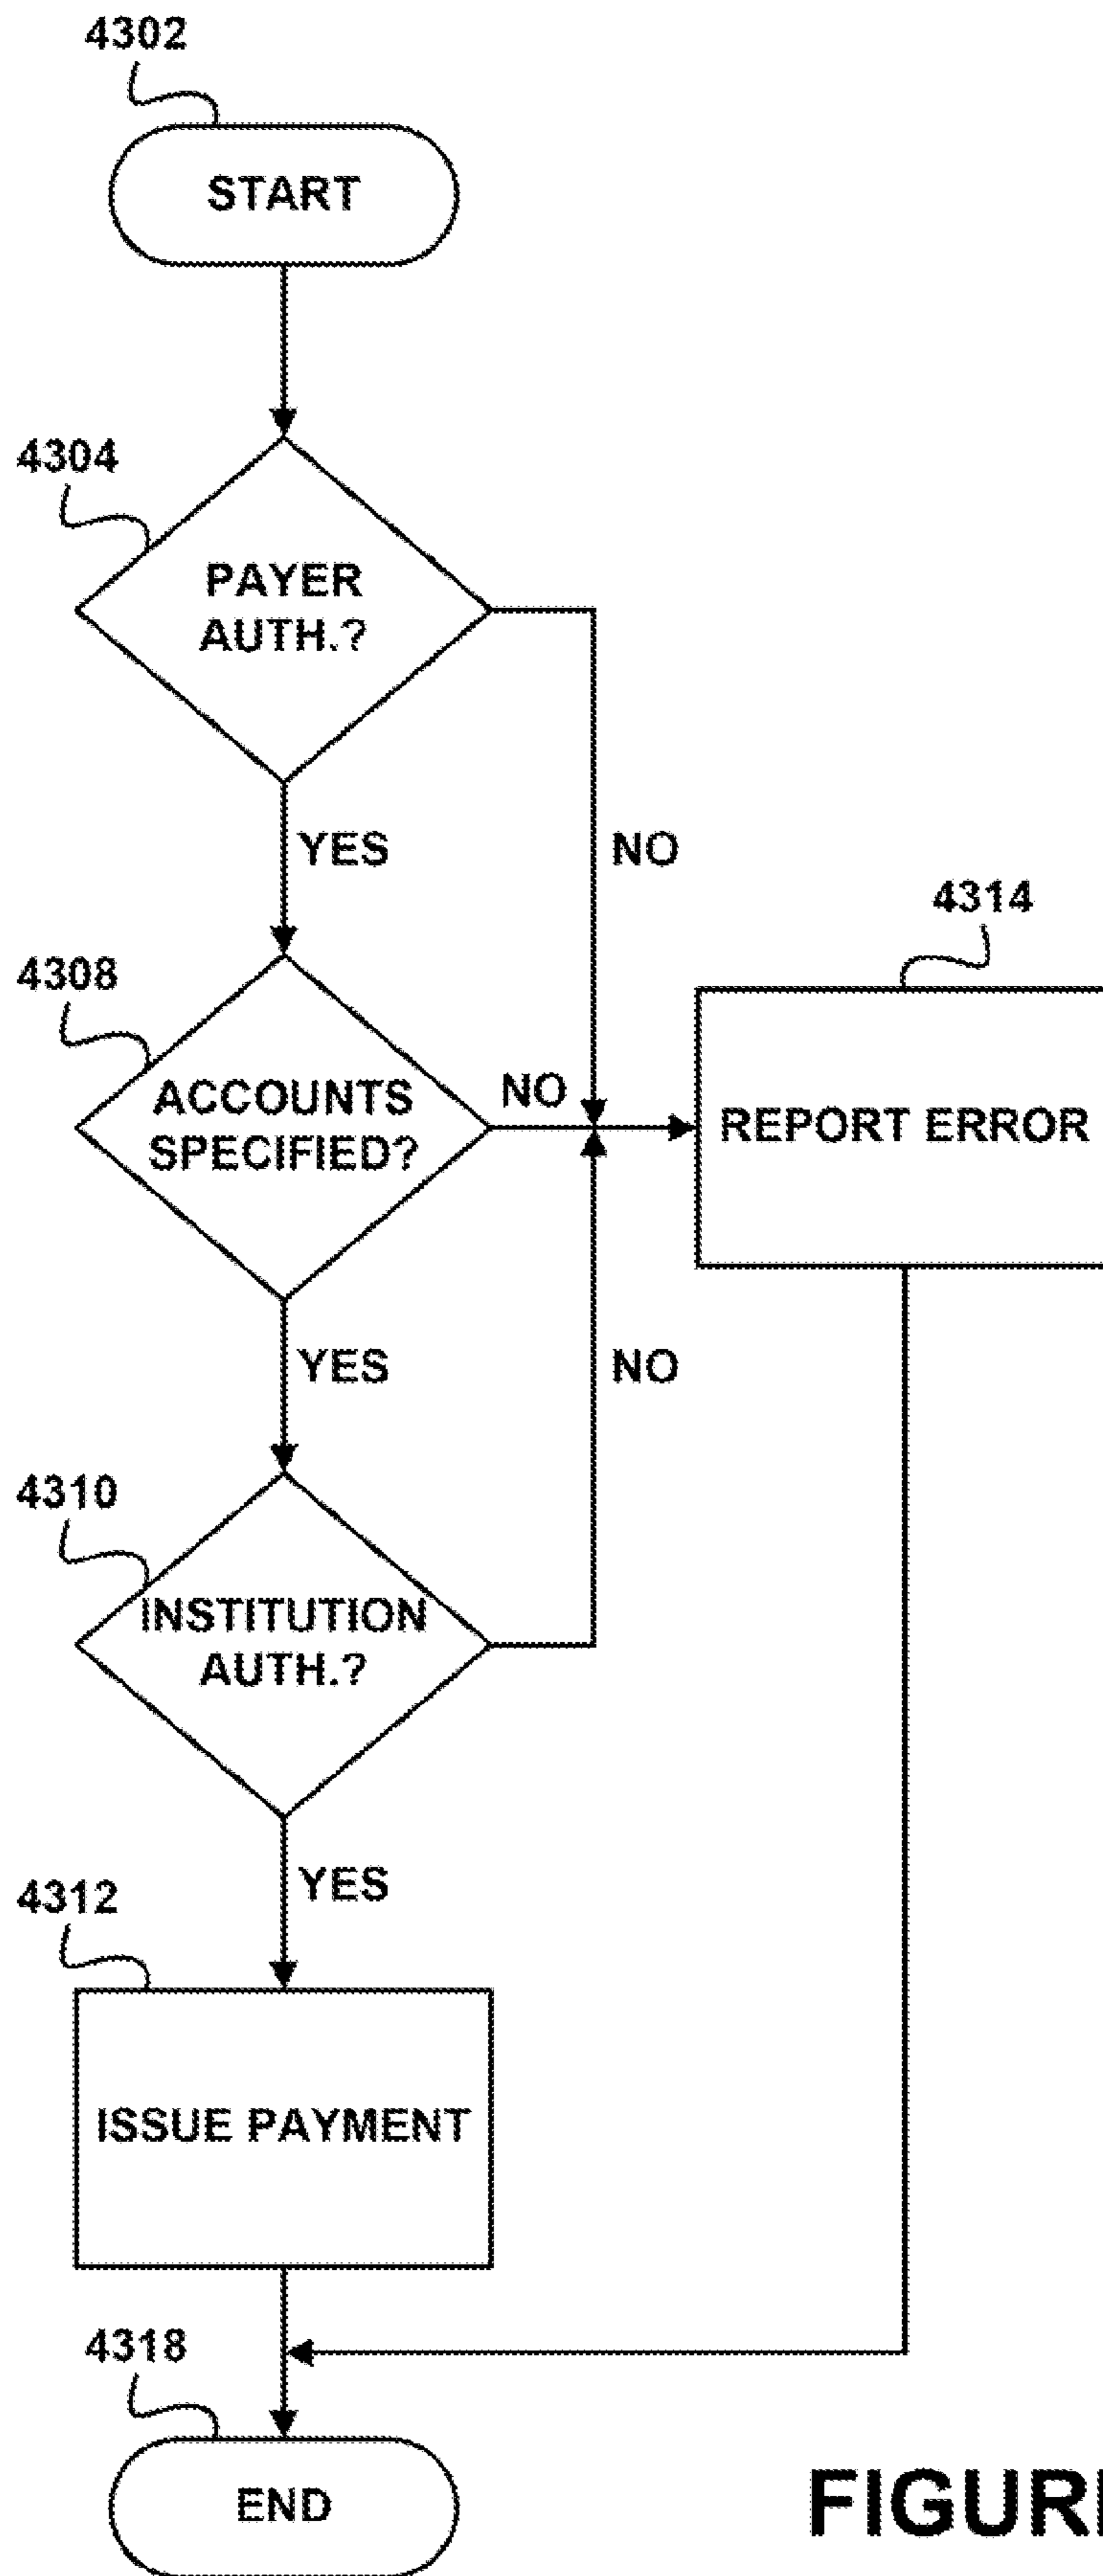 4302
START
4304
PAYER
AUTH.?
YES
NO
4314
4308
ACCOUNTS
SPECIFIED?
NO
REPORT ERROR
YES
NO
4310
INSTITUTION
AUTH.?
YES
4312
ISSUE PAYMENT
4318
END